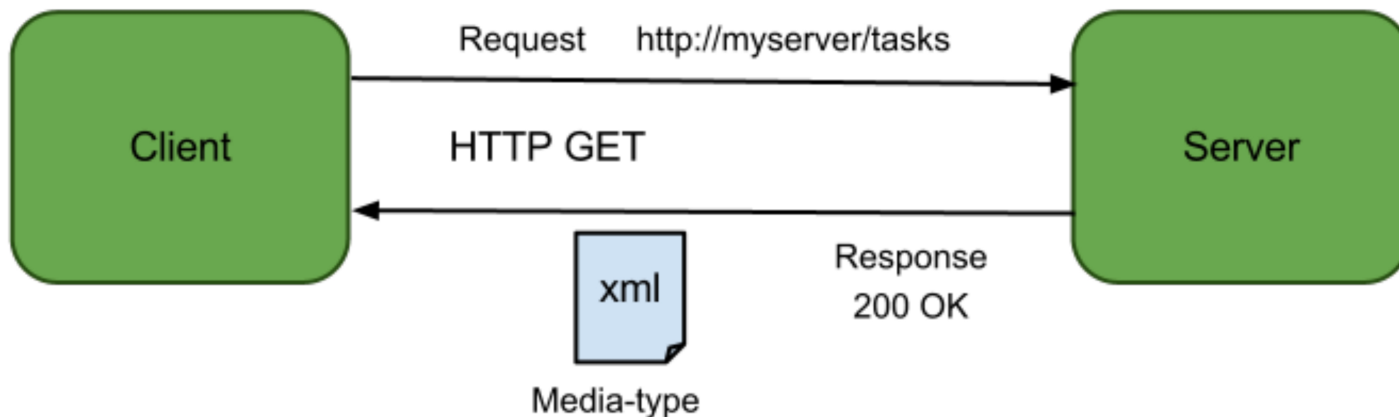 Request http://myserver/tasks
Client
HTTP GET
Server
xml
Response
200 OK
Media-type